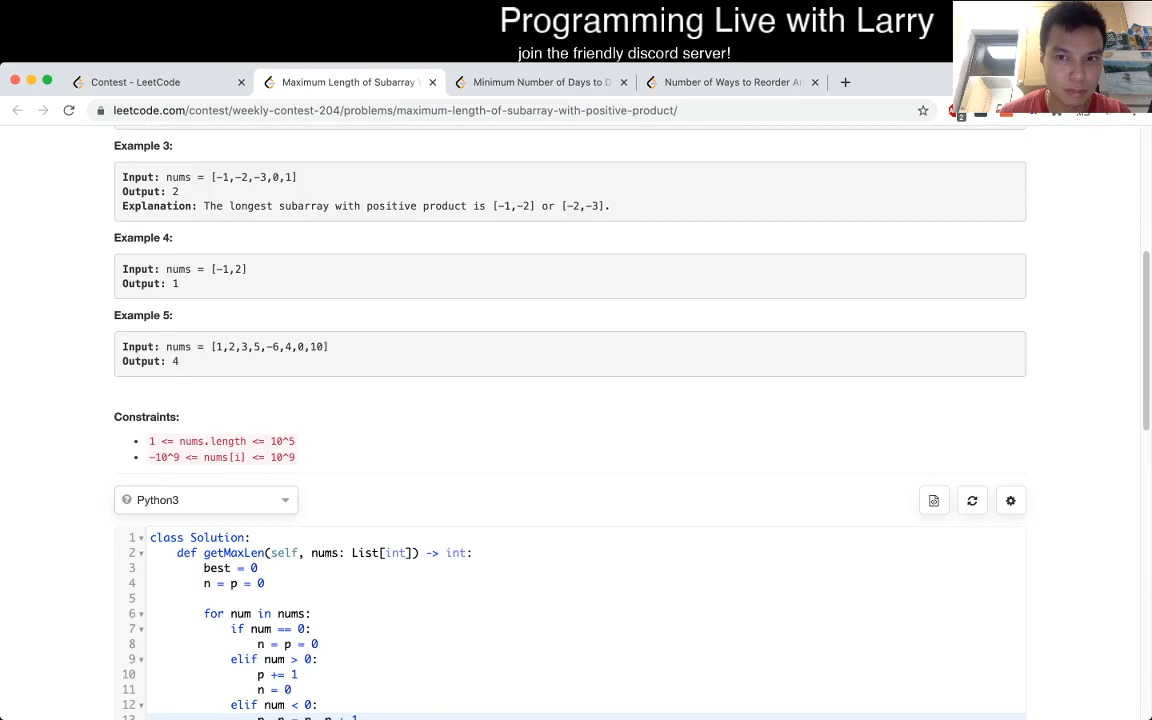 Programming Live with Larry
join the friendly discord server!
Contest - LeetCode
Maximum Length of Subarray
Minimum Number of Days to D
Number of Ways to Reorder Ar
leetcode.com/contest/weekly-contest-204/problems/maximum-length-of-subarray-with-positive-product/
2
Example 3:
Input: nums = [-1,-2,-3,0,1]
Output: 2
Explanation: The longest subarray with positive product is [-1,-2] or [-2,-3].
Example 4:
Input: nums = [-1,2]
Output: 1
Example 5:
Input: nums = [1,2,3,5,-6,4,0,10]
Output: 4
Constraints:
1 <= nums.length <= 10^5
-10^9 <= nums[i] <= 10^9
Python3
1 class Solution:
2 def getMaxLen(self, nums: List[int]) -> int:
3 best = 0
4 n = p = 0
5
6 for num in nums:
7 if num == 0:
8 n = p = 0
9 elif num > 0:
10 p += 1
11 n = 0
12 elif num < 0:
13